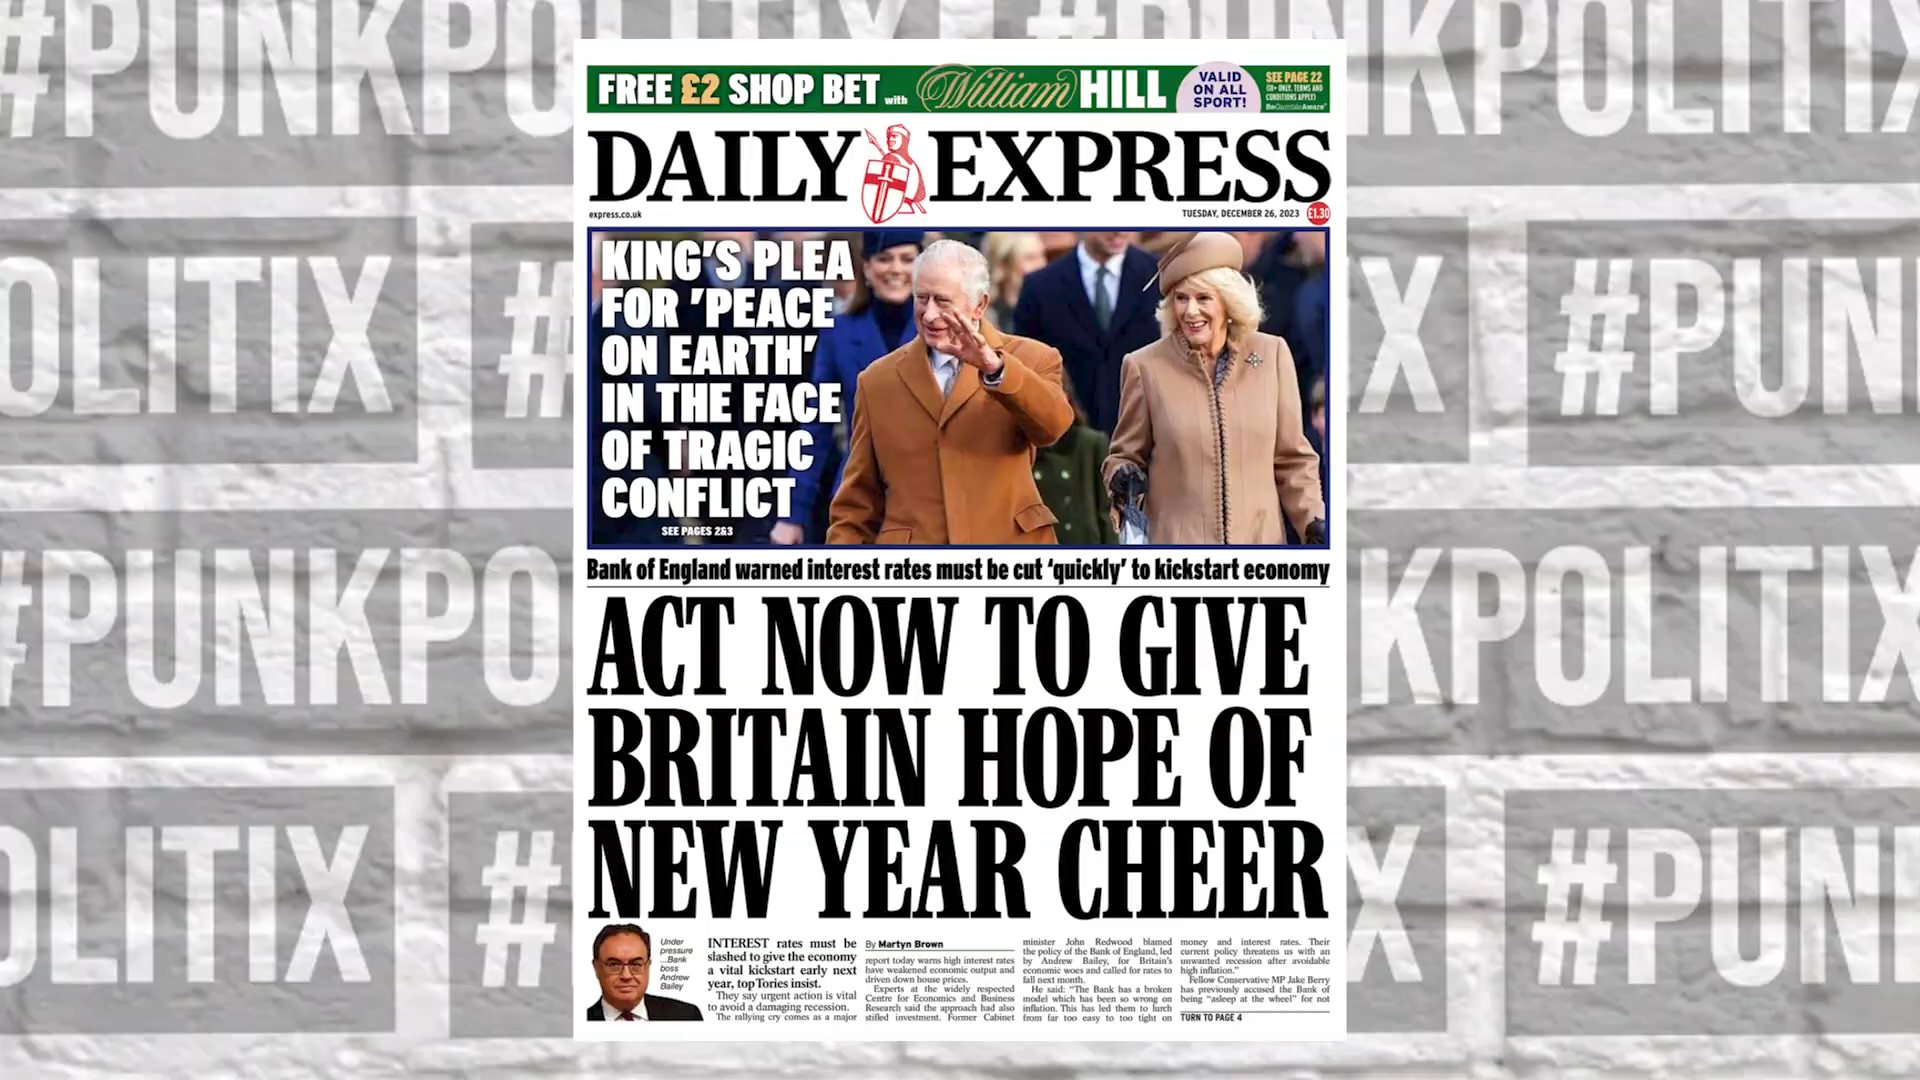 #PUNKPOLITIX
FREE £2 SHOP BET with William HILL
VALID
ON ALL
SPORT!
SEE PAGE 22
(18+ ONLY. TERMS AND
CONDITIONS APPLY)
BeGambleAware
DAILY EXPRESS
express.co.uk
TUESDAY, DECEMBER 26, 2023 £1.30
KING'S PLEA
FOR 'PEACE
ON EARTH'
IN THE FACE
OF TRAGIC
CONFLICT
SEE PAGES 2&3
Bank of England warned interest rates must be cut 'quickly' to kickstart economy
ACT NOW TO GIVE
BRITAIN HOPE OF
NEW YEAR CHEER
Under
pressure
...Bank
boss
Andrew
Bailey
INTEREST rates must be
slashed to give the economy
a vital kickstart early next
year, top Tories insist.
They say urgent action is vital
to avoid a damaging recession.
The rallying cry comes as a major
By Martyn Brown
report today warns high interest rates
have weakened economic output and
driven down house prices.
Experts at the widely respected
Centre for Economics and Business
Research said the approach had also
stifled investment. Former Cabinet
minister John Redwood blamed
the policy of the Bank of England, led
by Andrew Bailey, for Britain's
economic woes and called for rates to
fall next month.
He said: "The Bank has a broken
model which has been so wrong on
inflation. This has led them to lurch
from far too easy to too tight on
money and interest rates. Their
current policy threatens us with an
unwanted recession after avoidable
high inflation."
Fellow Conservative MP Jake Berry
has previously accused the Bank of
being "asleep at the wheel" for not
TURN TO PAGE 4